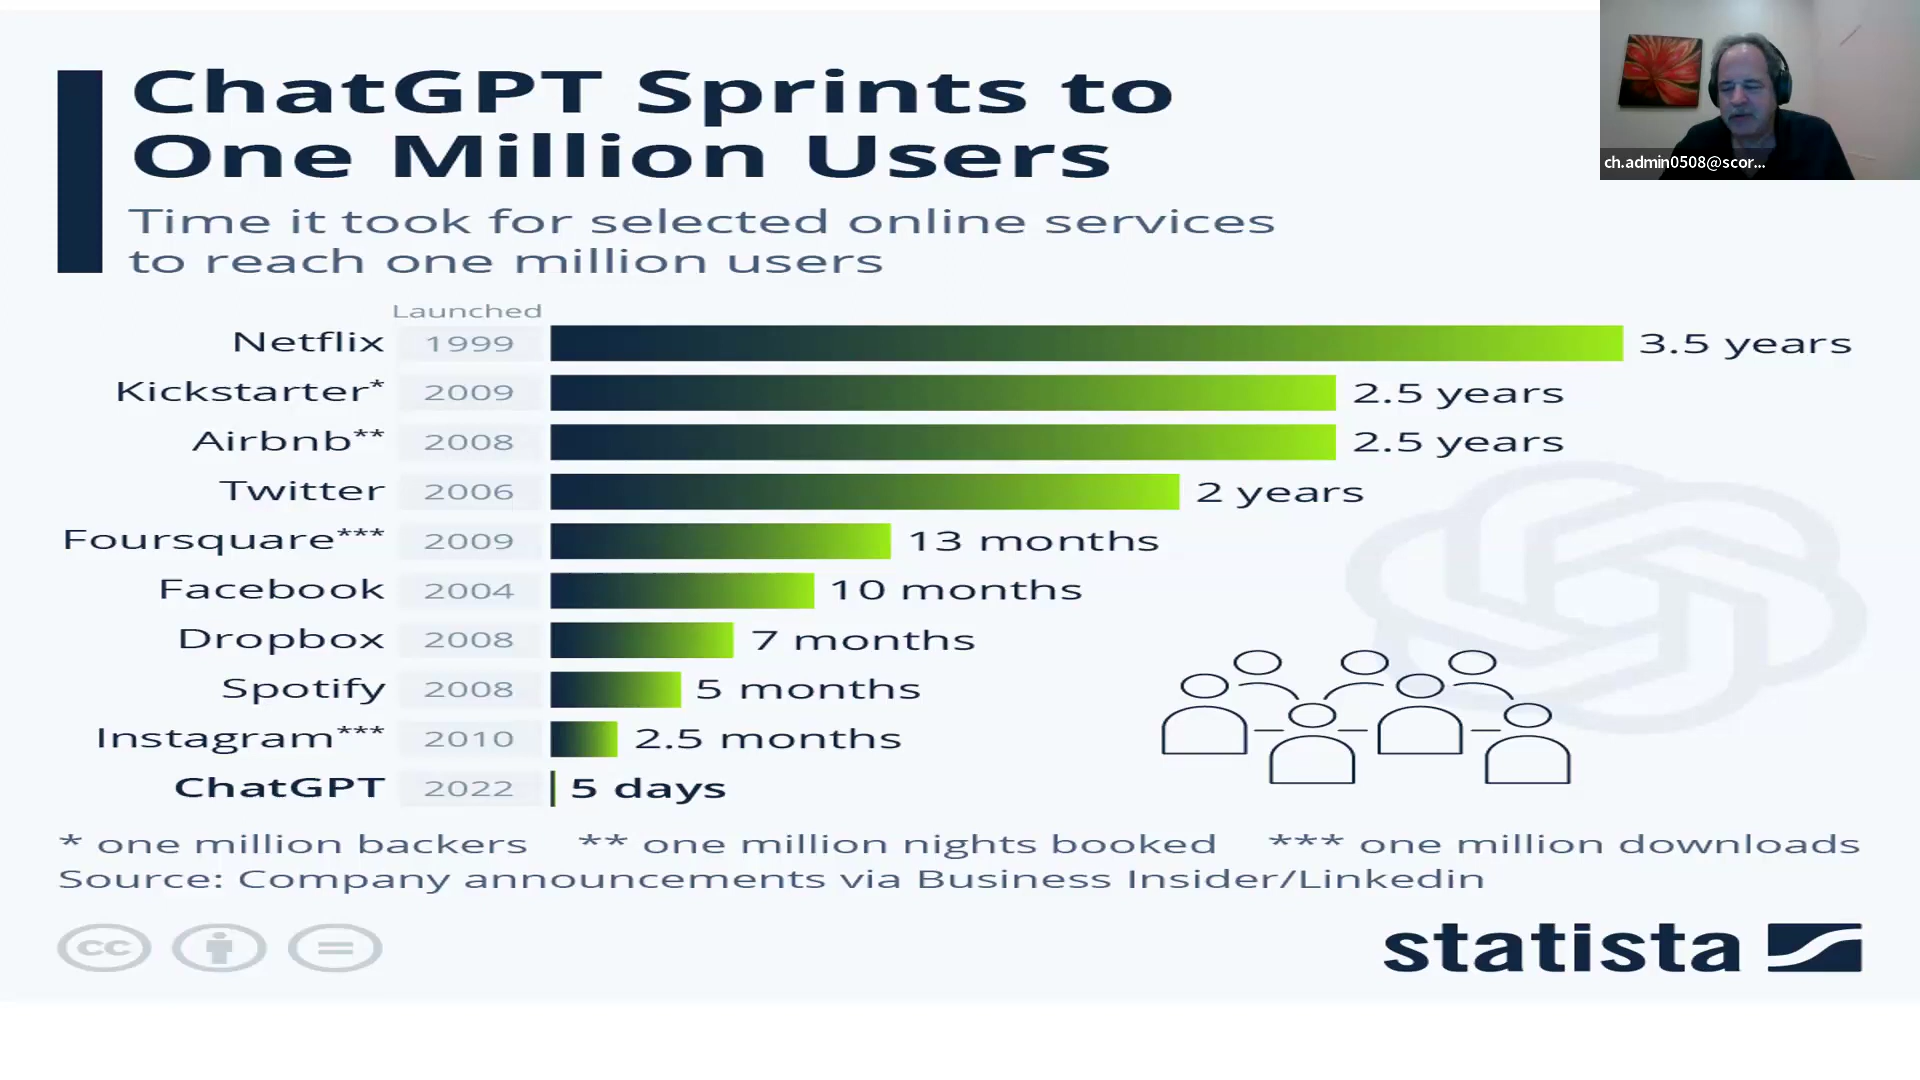 ChatGPT Sprints to
One Million Users
Time it took for selected online services
to reach one million users
ch.admin0508@scor...
Launched
Netflix 1999 3.5 years
Kickstarter* 2009 2.5 years
Airbnb** 2008 2.5 years
Twitter 2006 2 years
Foursquare*** 2009 13 months
Facebook 2004 10 months
Dropbox 2008 7 months
Spotify 2008 5 months
Instagram*** 2010 2.5 months
ChatGPT 2022 5 days
* one million backers ** one million nights booked *** one million downloads
Source: Company announcements via Business Insider/Linkedin
cc
statista